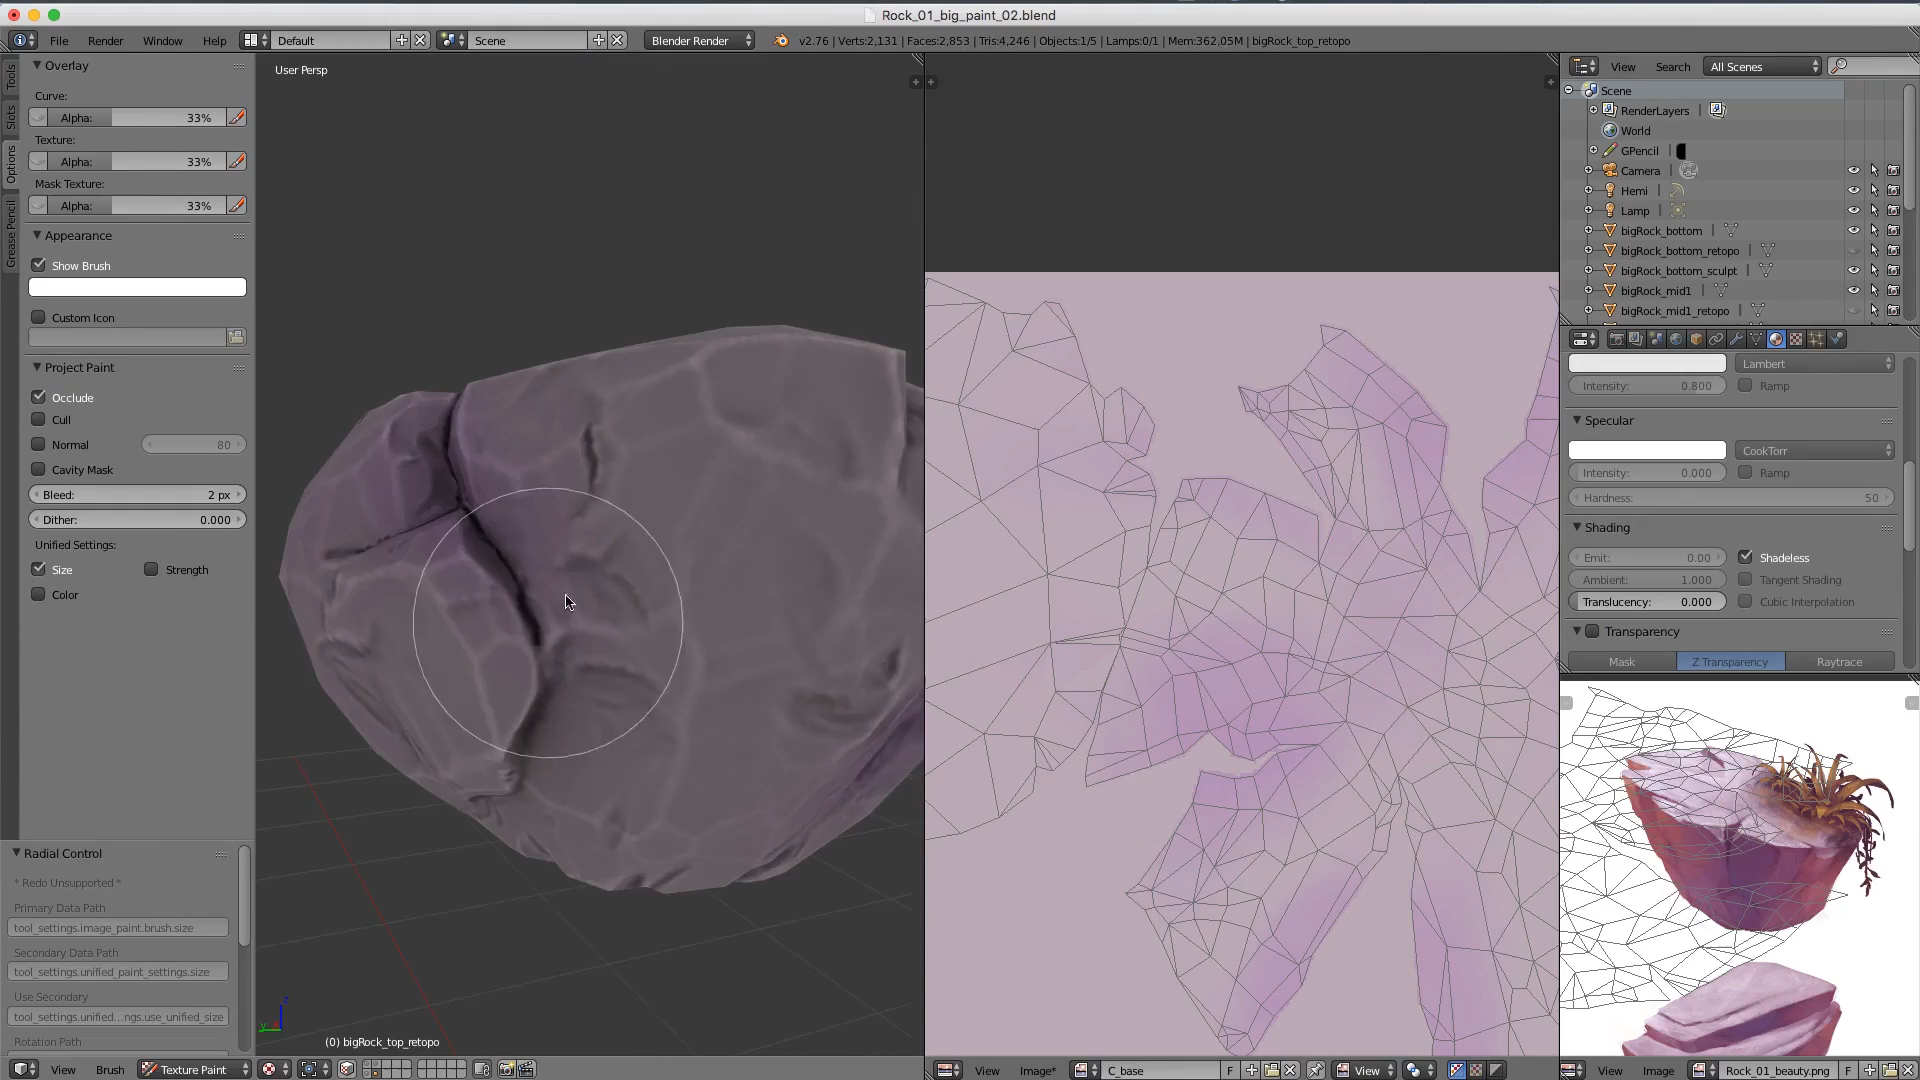 Rock_01_big_paint_02.blend
File Render Window Help Default Scene Blender Render v2.76 | Verts:2,131 | Faces:2,853 | Tris:4,246 | Objects:1/5 | Lamps:0/1 | Mem:362.05M | bigRock_top_retopo
Tools
Slots
Options
Grease Pencil
Overlay
Curve:
Alpha: 33%
Texture:
Alpha: 33%
Mask Texture:
Alpha: 33%
Appearance
Show Brush
Custom Icon
Project Paint
Occlude
Cull
Normal 80
Cavity Mask
Bleed: 2 px
Dither: 0.000
Unified Settings:
Size Strength
Color
Radial Control
* Redo Unsupported *
Primary Data Path
tool_settings.image_paint.brush.size
Secondary Data Path
tool_settings.unified_paint_settings.size
Use Secondary
tool_settings.unified...ngs.use_unified_size
Rotation Path
User Persp
z
y
(0) bigRock_top_retopo
View Brush Texture Paint
View Image* C_base F View
View Search All Scenes
Scene
RenderLayers |
World
GPencil |
Camera |
Hemi |
Lamp |
bigRock_bottom |
bigRock_bottom_retopo |
bigRock_bottom_sculpt |
bigRock_mid1 |
bigRock_mid1_retopo |
Lambert
Intensity: 0.800 Ramp
Specular
CookTorr
Intensity: 0.000 Ramp
Hardness: 50
Shading
Emit: 0.00 Shadeless
Ambient: 1.000 Tangent Shading
Translucency: 0.000 Cubic Interpolation
Transparency
Mask Z Transparency Raytrace
View Image Rock_01_beauty.png F